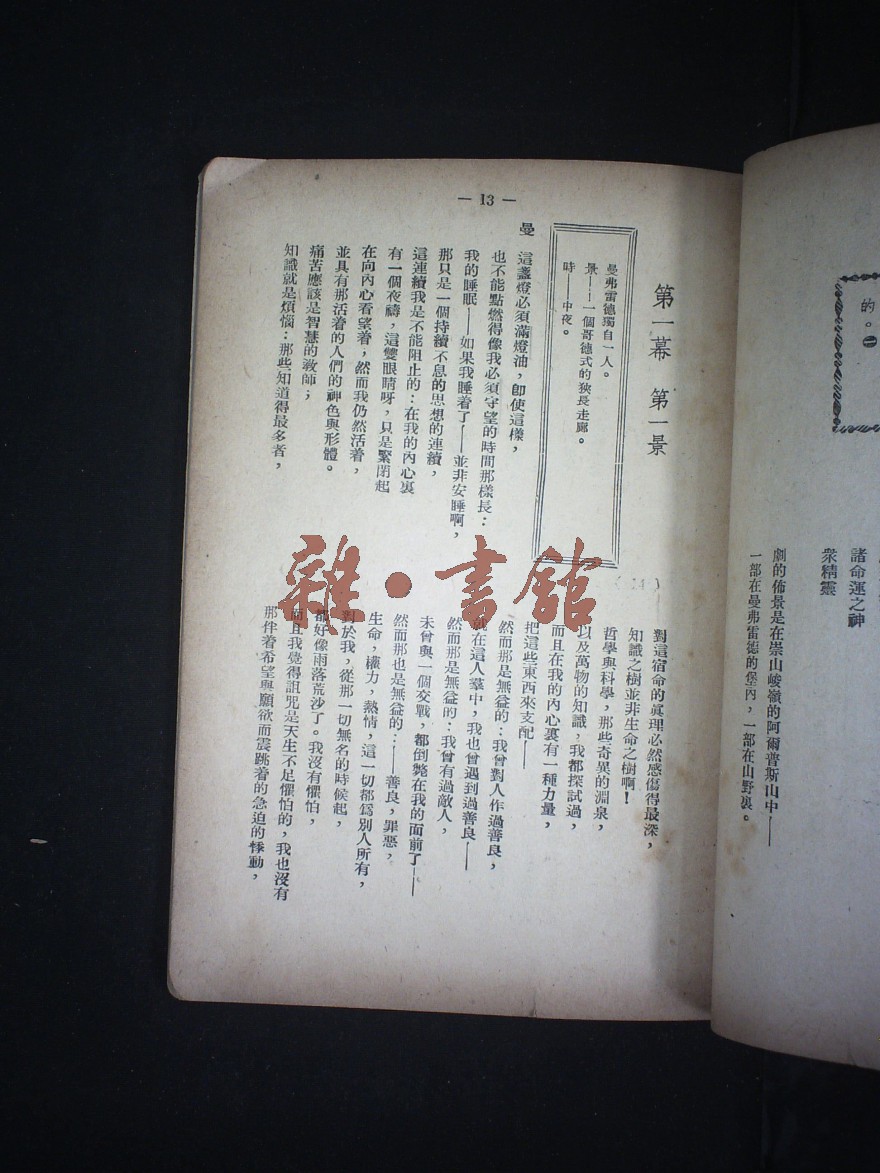 的。❶
諸命運之神
衆精靈
劇的佈景是在崇山峻嶺的阿爾普斯山中——
一部在曼弗雷德的堡內，一部在山野裏。
— 13 —
第一幕　第一景
曼弗雷德獨自一人。
景——一個哥德式的狹長走廊。
時——中夜。
曼　這盞燈必須滿燈油，卽使這樣，
也不能點燃得像我必須守望的時間那樣長：
我的睡眠——如果我睡着了——並非安睡啊，
那只是一個持續不息的思想的連續，
這連續我是不能阻止的：在我的內心裏
有一個夜禱，這雙眼睛呀，只是緊閉起
在向內心看望着，然而我仍然活着，
並具有那活着的人們的神色與形體。
痛苦應該是智慧的敎師；
知識就是煩惱：那些知道得最多者，
對這宿命的眞理必然感傷得最深，
知識之樹並非生命之樹啊！
哲學與科學，那些奇異的淵泉，
以及萬物的知識，我都探試過，
而且在我的內心裏有一種力量，
把這些東西來支配——
然而那是無益的：我曾對人作過善良，
就在這人羣中，我也曾遇到過善良——
然而那是無益的：我曾有過敵人，
未曾與一個交戰，都倒斃在我的面前了——
然而那也是無益的：——善良，罪惡，
生命，權力，熱情，這一切都爲別人所有，
對於我，從那一切無名的時候起，
都好像雨落荒沙了。我沒有懼怕，
而且我覺得詛咒是天生不足懼怕的，我也沒有
那伴着希望與願欲而震跳着的急迫的悸動，
雜·書館